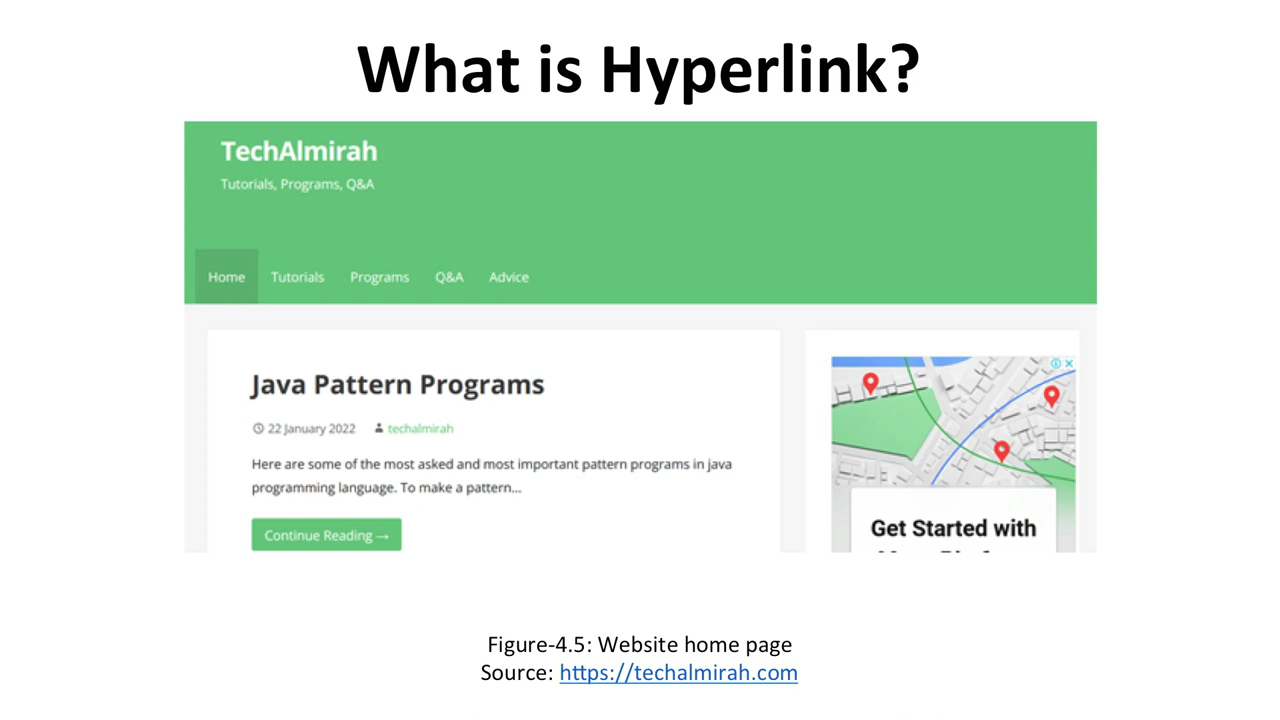 What is Hyperlink?
TechAlmirah
Tutorials, Programs, Q&A
Home Tutorials Programs Q&A Advice
Java Pattern Programs
22 January 2022 techalmirah
Here are some of the most asked and most important pattern programs in java
programming language. To make a pattern...
Continue Reading →
Get Started with
Figure-4.5: Website home page
Source: https://techalmirah.com